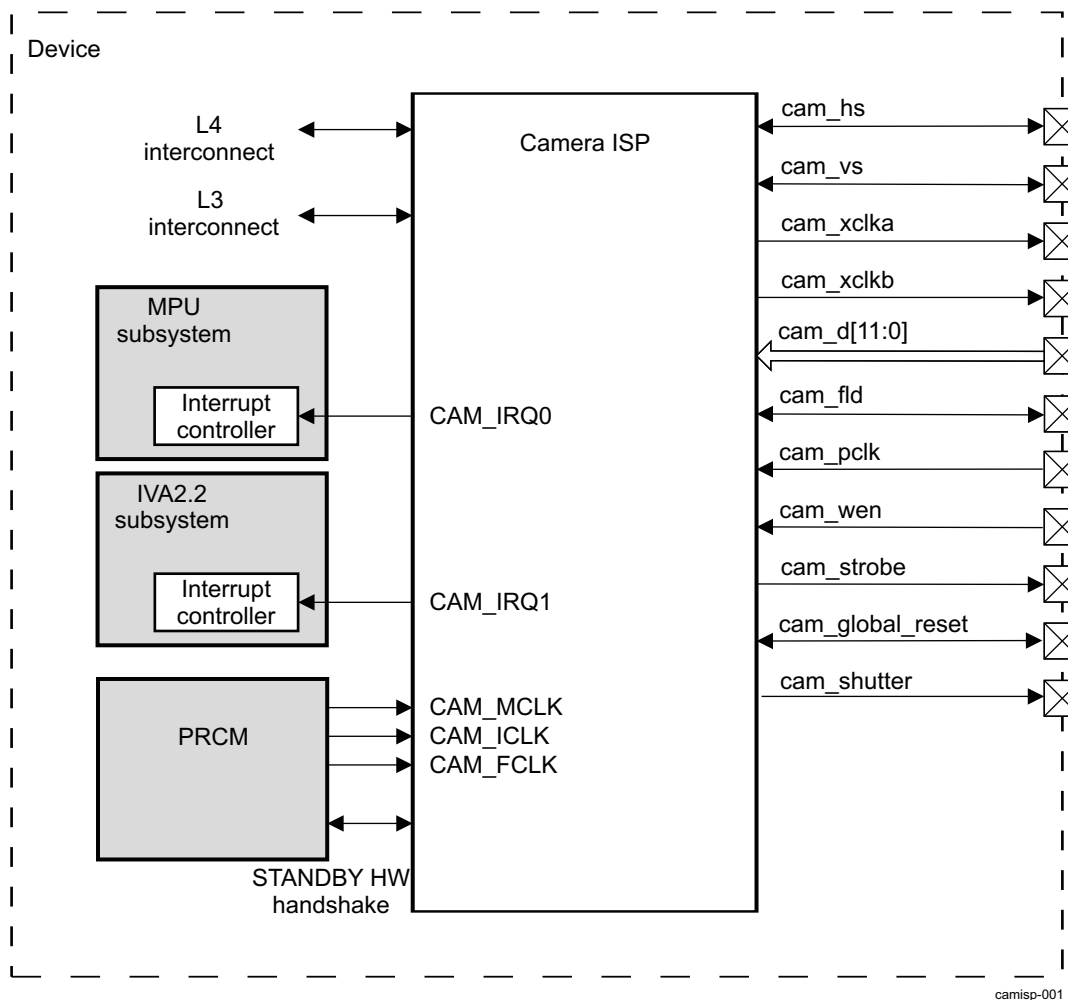 Device
L4
interconnect
L3
interconnect
MPU
subsystem
Interrupt
controller
IVA2.2
subsystem
Interrupt
controller
PRCM
STANDBY HW
handshake
Camera ISP
CAM_IRQ0
CAM_IRQ1
CAM_MCLK
CAM_ICLK
CAM_FCLK
cam_hs
cam_vs
cam_xclka
cam_xclkb
cam_d[11:0]
cam_fld
cam_pclk
cam_wen
cam_strobe
cam_global_reset
cam_shutter
camisp-001